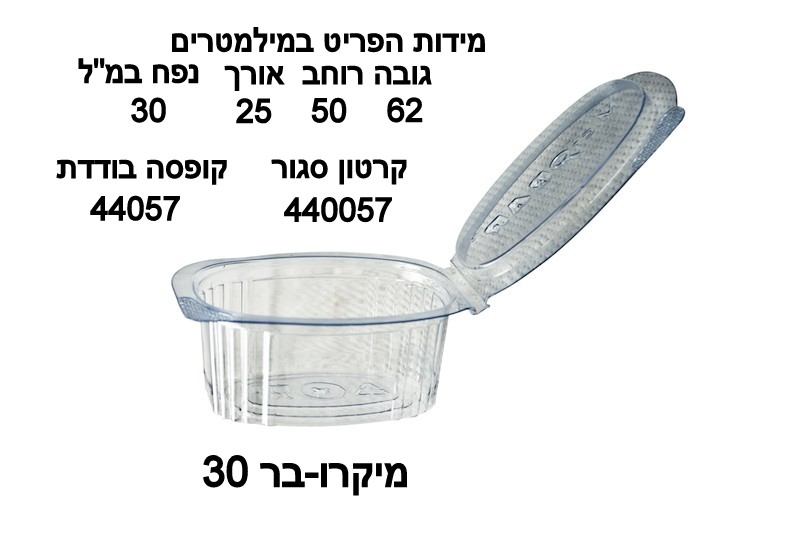 מידות הפריט במילמטרים
גובה רוחב אורך נפח במ"ל
62 50 25 30
קרטון סגור קופסה בודדת
440057 44057
מיקרו-בר 30